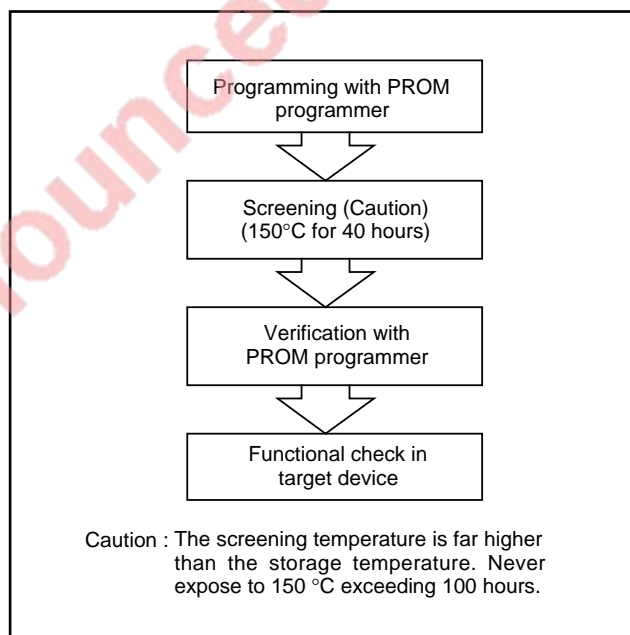 Programming with PROM
programmer
Screening (Caution)
(150°C for 40 hours)
Verification with
PROM programmer
Functional check in
target device
Caution : The screening temperature is far higher
than the storage temperature. Never
expose to 150 °C exceeding 100 hours.